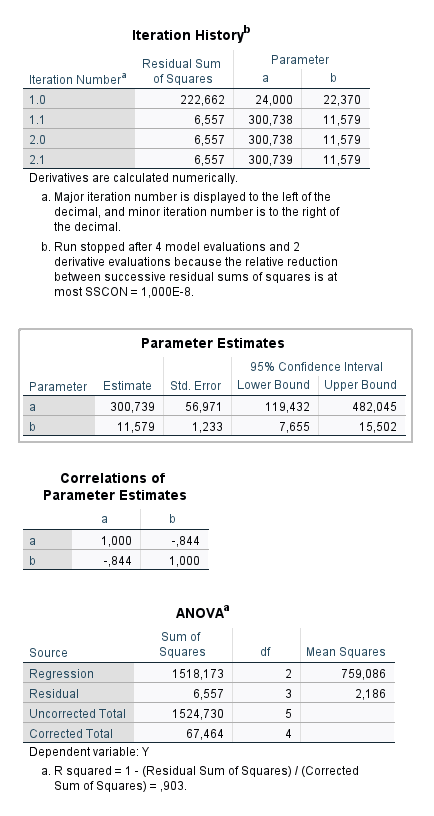 Iteration Historyᵇ
Residual Sum of Squares Parameter
Iteration Numberᵃ a b
1.0 222,662 24,000 22,370
1.1 6,557 300,738 11,579
2.0 6,557 300,738 11,579
2.1 6,557 300,739 11,579
Derivatives are calculated numerically.
a. Major iteration number is displayed to the left of the
decimal, and minor iteration number is to the right of
the decimal.
b. Run stopped after 4 model evaluations and 2
derivative evaluations because the relative reduction
between successive residual sums of squares is at
most SSCON = 1,000E-8.
Parameter Estimates
95% Confidence Interval
Parameter Estimate Std. Error Lower Bound Upper Bound
a 300,739 56,971 119,432 482,045
b 11,579 1,233 7,655 15,502
Correlations of
Parameter Estimates
a b
a 1,000 -,844
b -,844 1,000
ANOVAᵃ
Source Sum of Squares df Mean Squares
Regression 1518,173 2 759,086
Residual 6,557 3 2,186
Uncorrected Total 1524,730 5
Corrected Total 67,464 4
Dependent variable: Y
a. R squared = 1 - (Residual Sum of Squares) / (Corrected
Sum of Squares) = ,903.